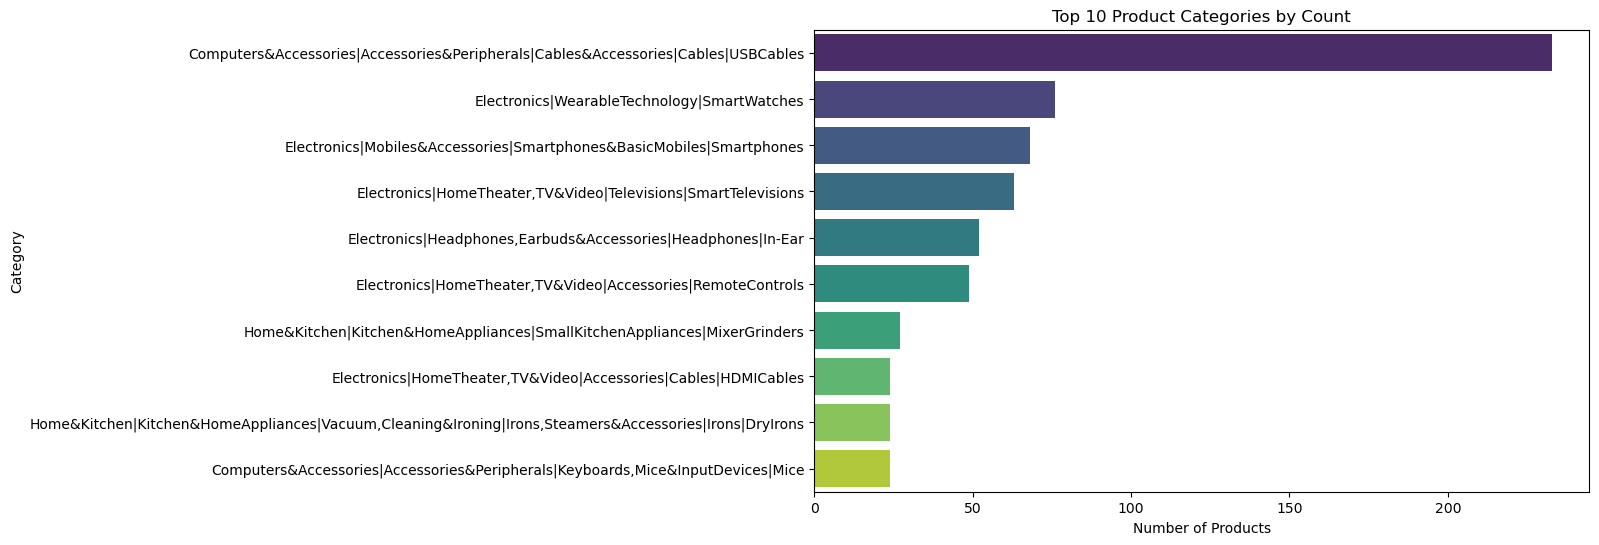 Top 10 Product Categories by Count
Computers&Accessories|Accessories&Peripherals|Cables&Accessories|Cables|USBCables
Electronics|WearableTechnology|SmartWatches
Electronics|Mobiles&Accessories|Smartphones&BasicMobiles|Smartphones
Electronics|HomeTheater,TV&Video|Televisions|SmartTelevisions
Electronics|Headphones,Earbuds&Accessories|Headphones|In-Ear
Electronics|HomeTheater,TV&Video|Accessories|RemoteControls
Home&Kitchen|Kitchen&HomeAppliances|SmallKitchenAppliances|MixerGrinders
Electronics|HomeTheater,TV&Video|Accessories|Cables|HDMICables
Home&Kitchen|Kitchen&HomeAppliances|Vacuum,Cleaning&Ironing|Irons,Steamers&Accessories|Irons|DryIrons
Computers&Accessories|Accessories&Peripherals|Keyboards,Mice&InputDevices|Mice
Category
0 50 100 150 200
Number of Products